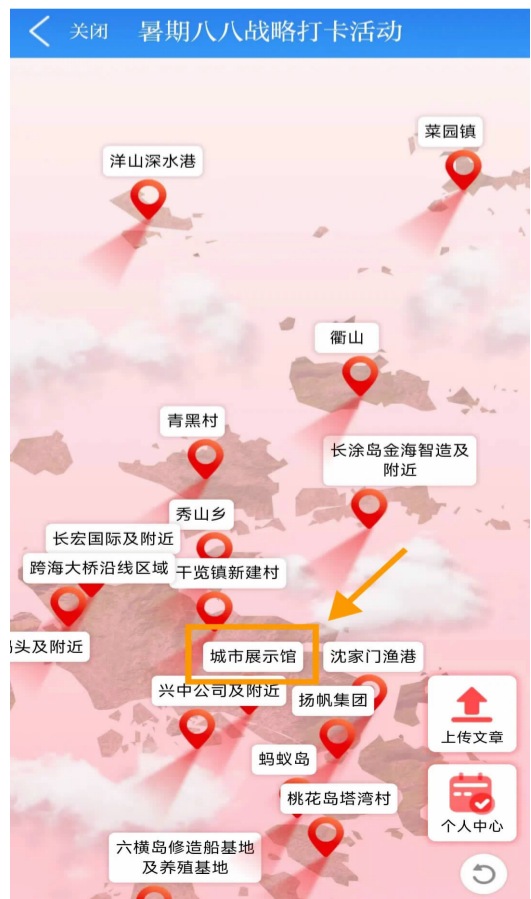 关闭 暑期八八战略打卡活动
菜园镇
洋山深水港
衢山
青黑村
长涂岛金海智造及
附近
秀山乡
长宏国际及附近
跨海大桥沿线区域
干览镇新建村
头及附近
城市展示馆
沈家门渔港
兴中公司及附近
扬帆集团
上传文章
蚂蚁岛
桃花岛塔湾村
个人中心
六横岛修造船基地
及养殖基地